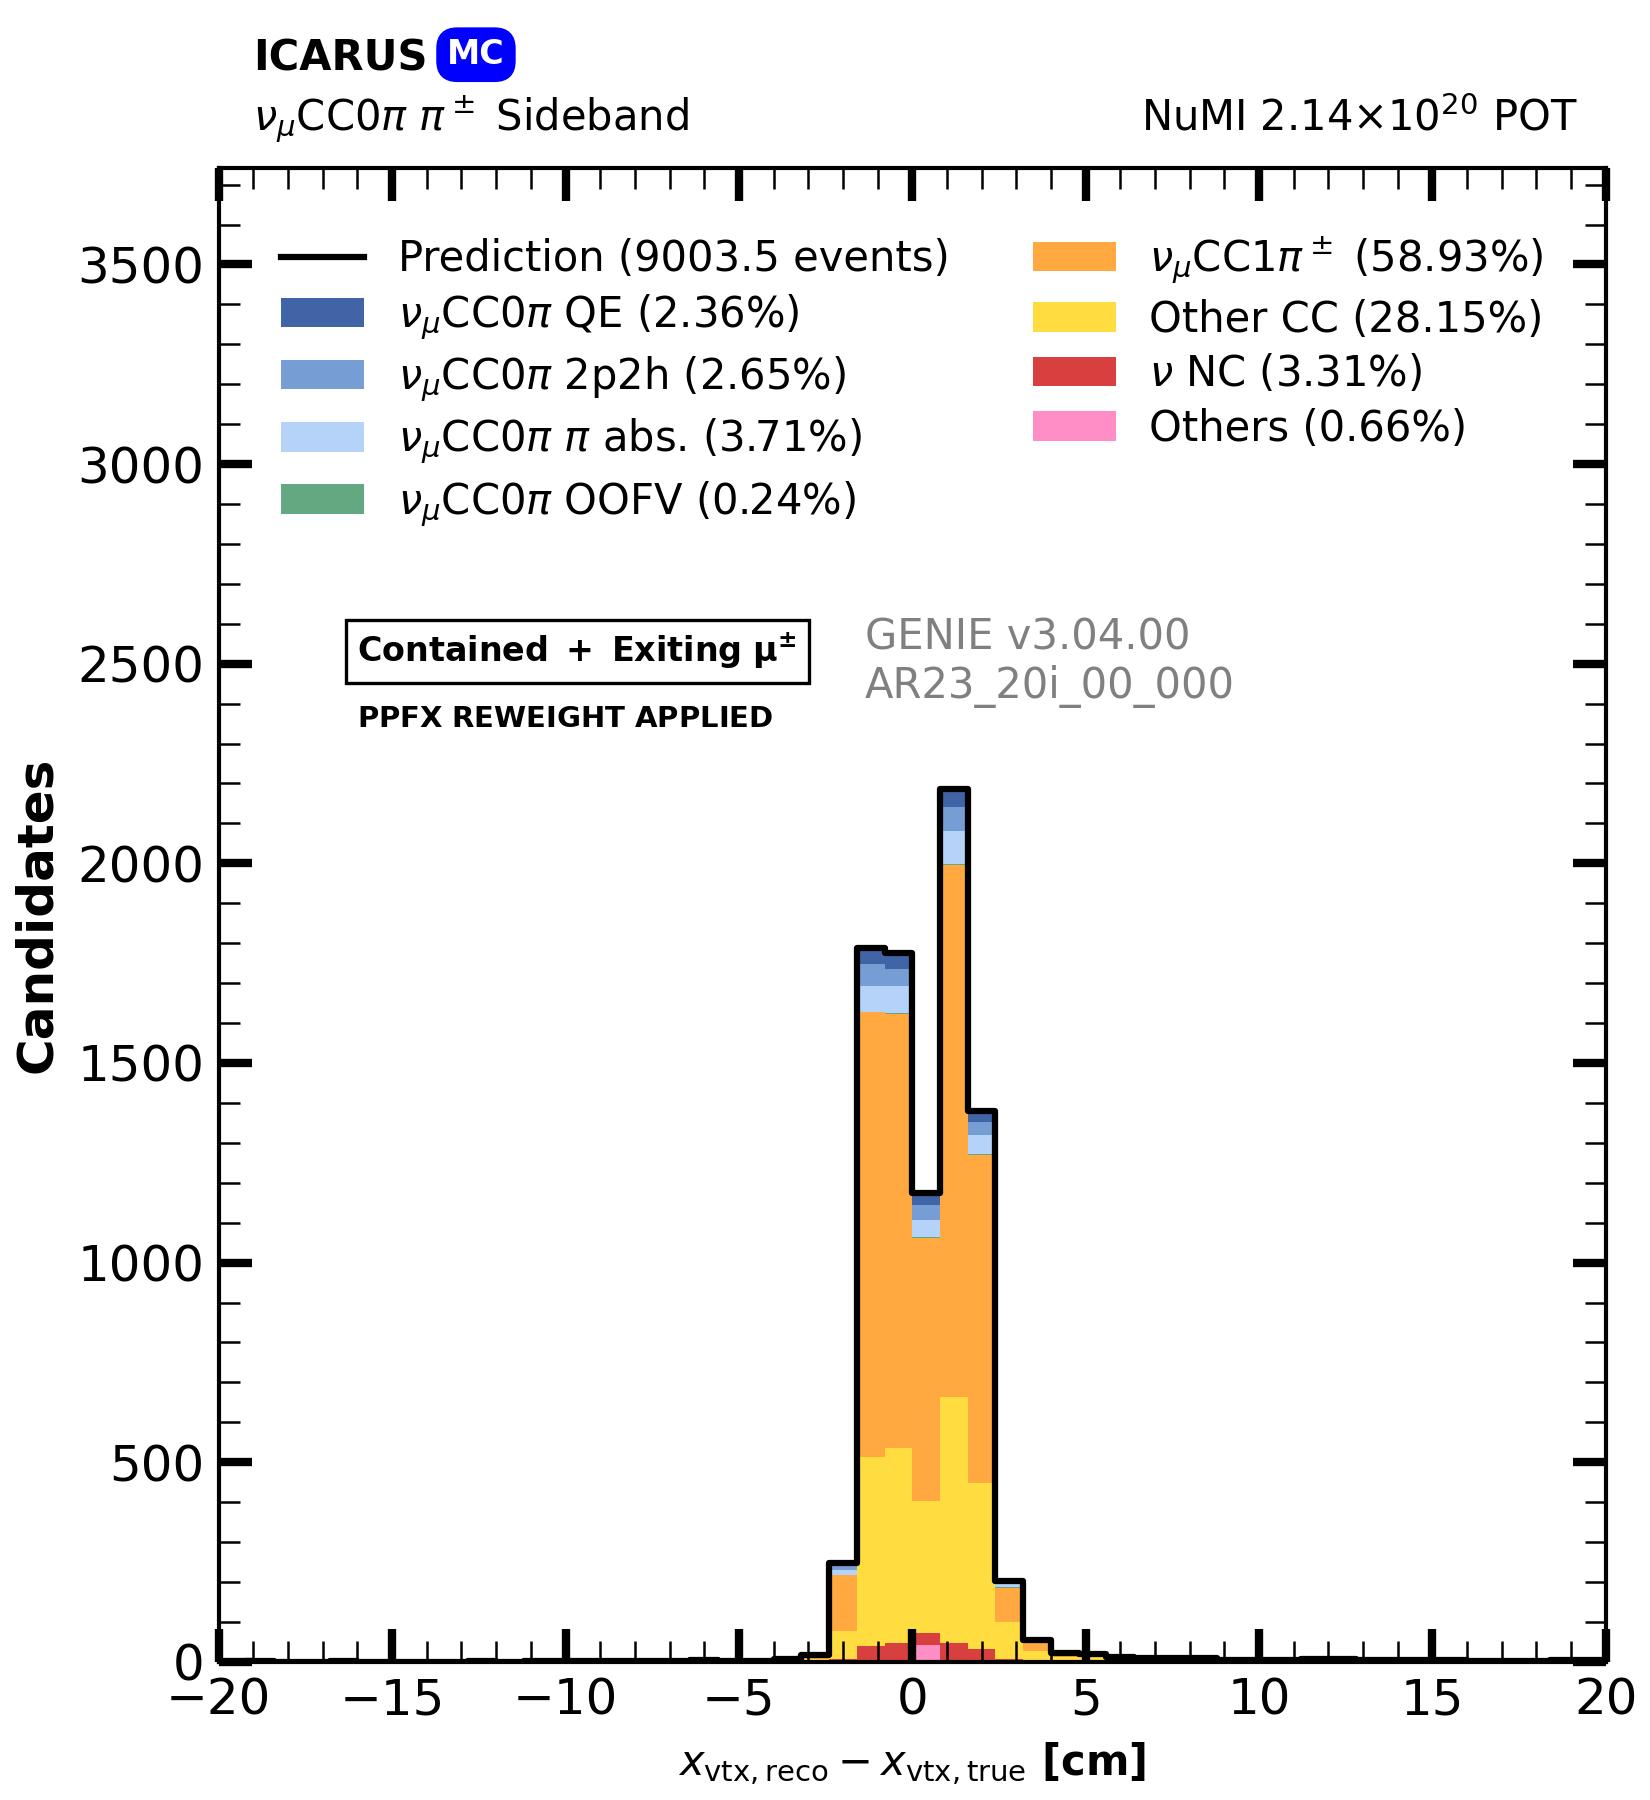 ICARUS MC
νμCC0π π± Sideband
NuMI 2.14×10²⁰ POT
Prediction (9003.5 events)
νμCC0π QE (2.36%)
νμCC0π 2p2h (2.65%)
νμCC0π π abs. (3.71%)
νμCC0π OOFV (0.24%)
νμCC1π± (58.93%)
Other CC (28.15%)
ν NC (3.31%)
Others (0.66%)
Contained + Exiting μ±
PPFX REWEIGHT APPLIED
GENIE v3.04.00
AR23_20i_00_000
Candidates
3500
3000
2500
2000
1500
1000
500
0
−20 −15 −10 −5 0 5 10 15 20
xvtx, reco − xvtx, true [cm]